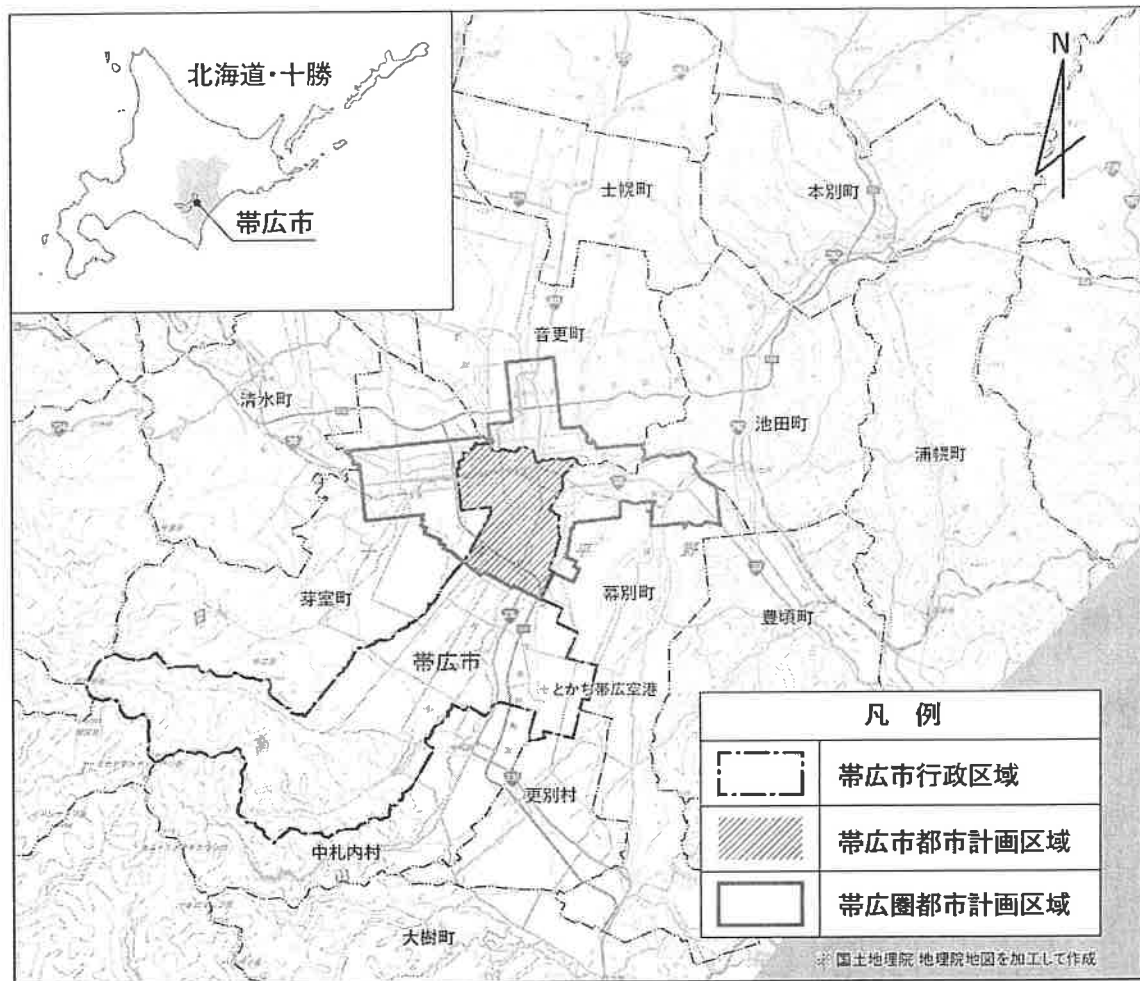 北海道・十勝
帯広市
N
士幌町
本別町
音更町
清水町
池田町
浦幌町
芽室町
幕別町
豊頃町
帯広市
とかち帯広空港
更別村
中札内村
大樹町
凡 例
帯広市行政区域
帯広市都市計画区域
帯広圏都市計画区域
※ 国土地理院 地理院地図を加工して作成